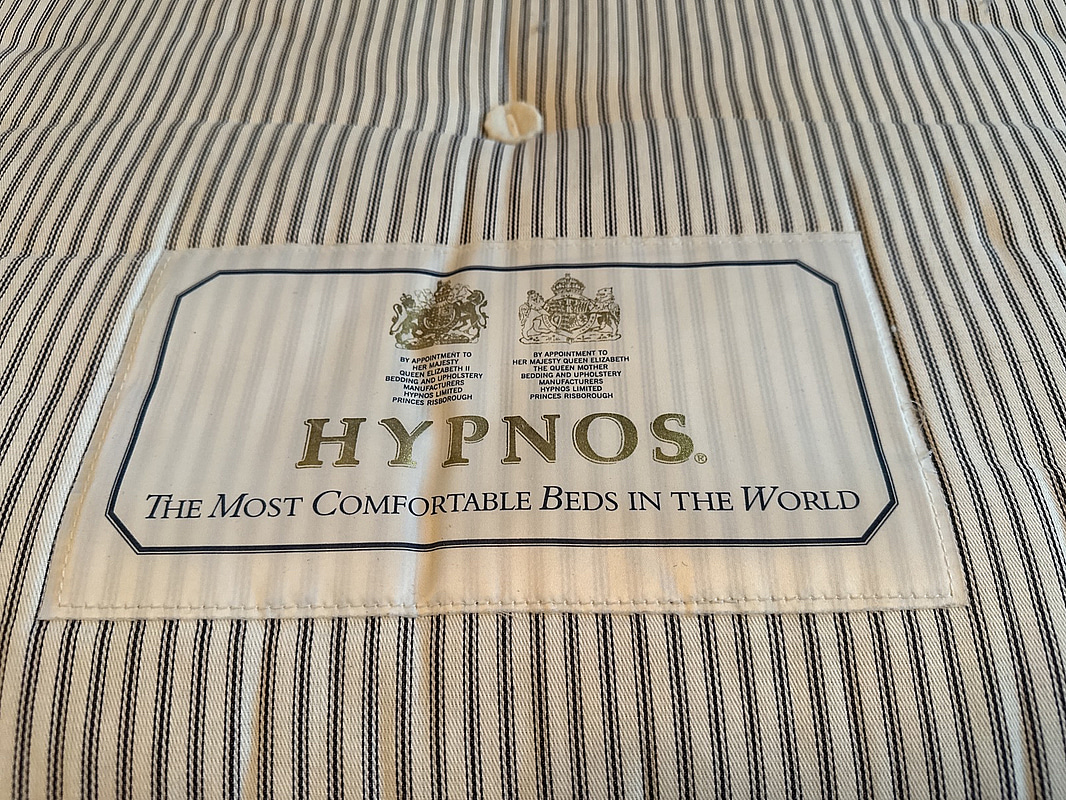 BY APPOINTMENT TO
HER MAJESTY
QUEEN ELIZABETH II
BEDDING AND UPHOLSTERY
MANUFACTURERS
HYPNOS LIMITED
PRINCES RISBOROUGH
BY APPOINTMENT TO
HER MAJESTY QUEEN ELIZABETH
THE QUEEN MOTHER
BEDDING AND UPHOLSTERY
MANUFACTURERS
HYPNOS LIMITED
PRINCES RISBOROUGH
HYPNOS®
THE MOST COMFORTABLE BEDS IN THE WORLD